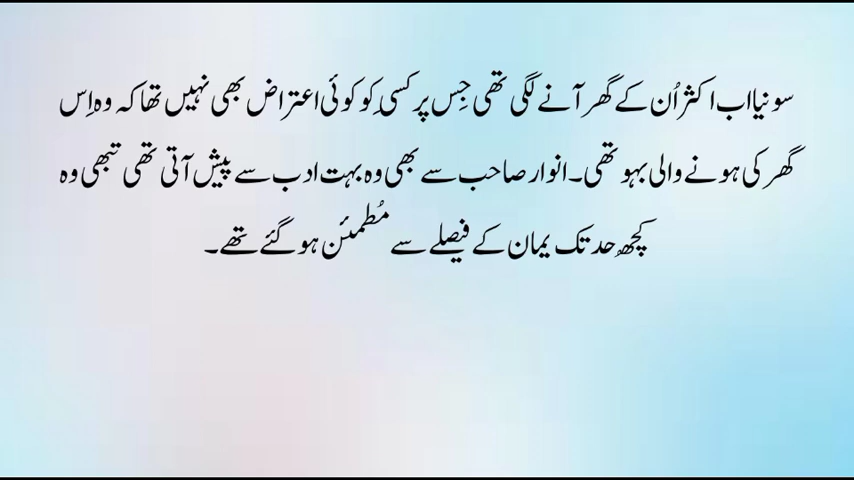 سونیا اب اکثر اُن کے گھر آنے لگی تھی جِس پر کسی کو کوئی اعتراض بھی نہیں تھا کہ وہ اِس
گھر کی ہونے والی بہو تھی۔ انوار صاحب سے بھی وہ بہت ادب سے پیش آتی تھی تبھی وہ
کچھُ حد تک یمان کے فیصلے سے مُطمئن ہو گئے تھے۔